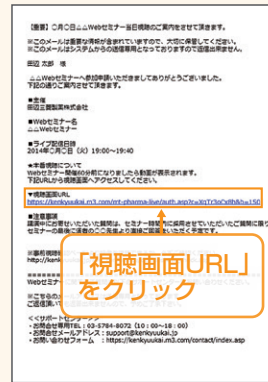 【重要】○月○日△△Webセミナー当日視聴のご案内をさせて頂きます。
※このメールは重要な情報が含まれていますので、大切に保管してください。
※このメールはシステムからの送信専用となっておりますので返信出来ません。
田辺 太郎 様
△△Webセミナーへ参加申請いただきましてありがとうございました。
下記の通りご案内させて頂きます。
■主催
田辺三菱製薬株式会社
■Webセミナー名
△△Webセミナー
■ライブ配信日時
2014年○月○日（火）19:00～19:40
★本番視聴について
Webセミナー開催60分前になりましたら動画が表示されます。
下記URLから視聴画面へアクセスしてください。
▼視聴画面URL
■注意事項
「視聴画面URL」
をクリック
Webセミナ
※こちらのメ
ご返信い
<<サポートセンター>>
・お問合せ専用TEL：03-5784-8072（10：00～18：00）
・お問合せメールアドレス：support@kenkyuukai.jp
・お問い合わせフォーム：https://kenkyuukai.m3.com/contact/index.asp